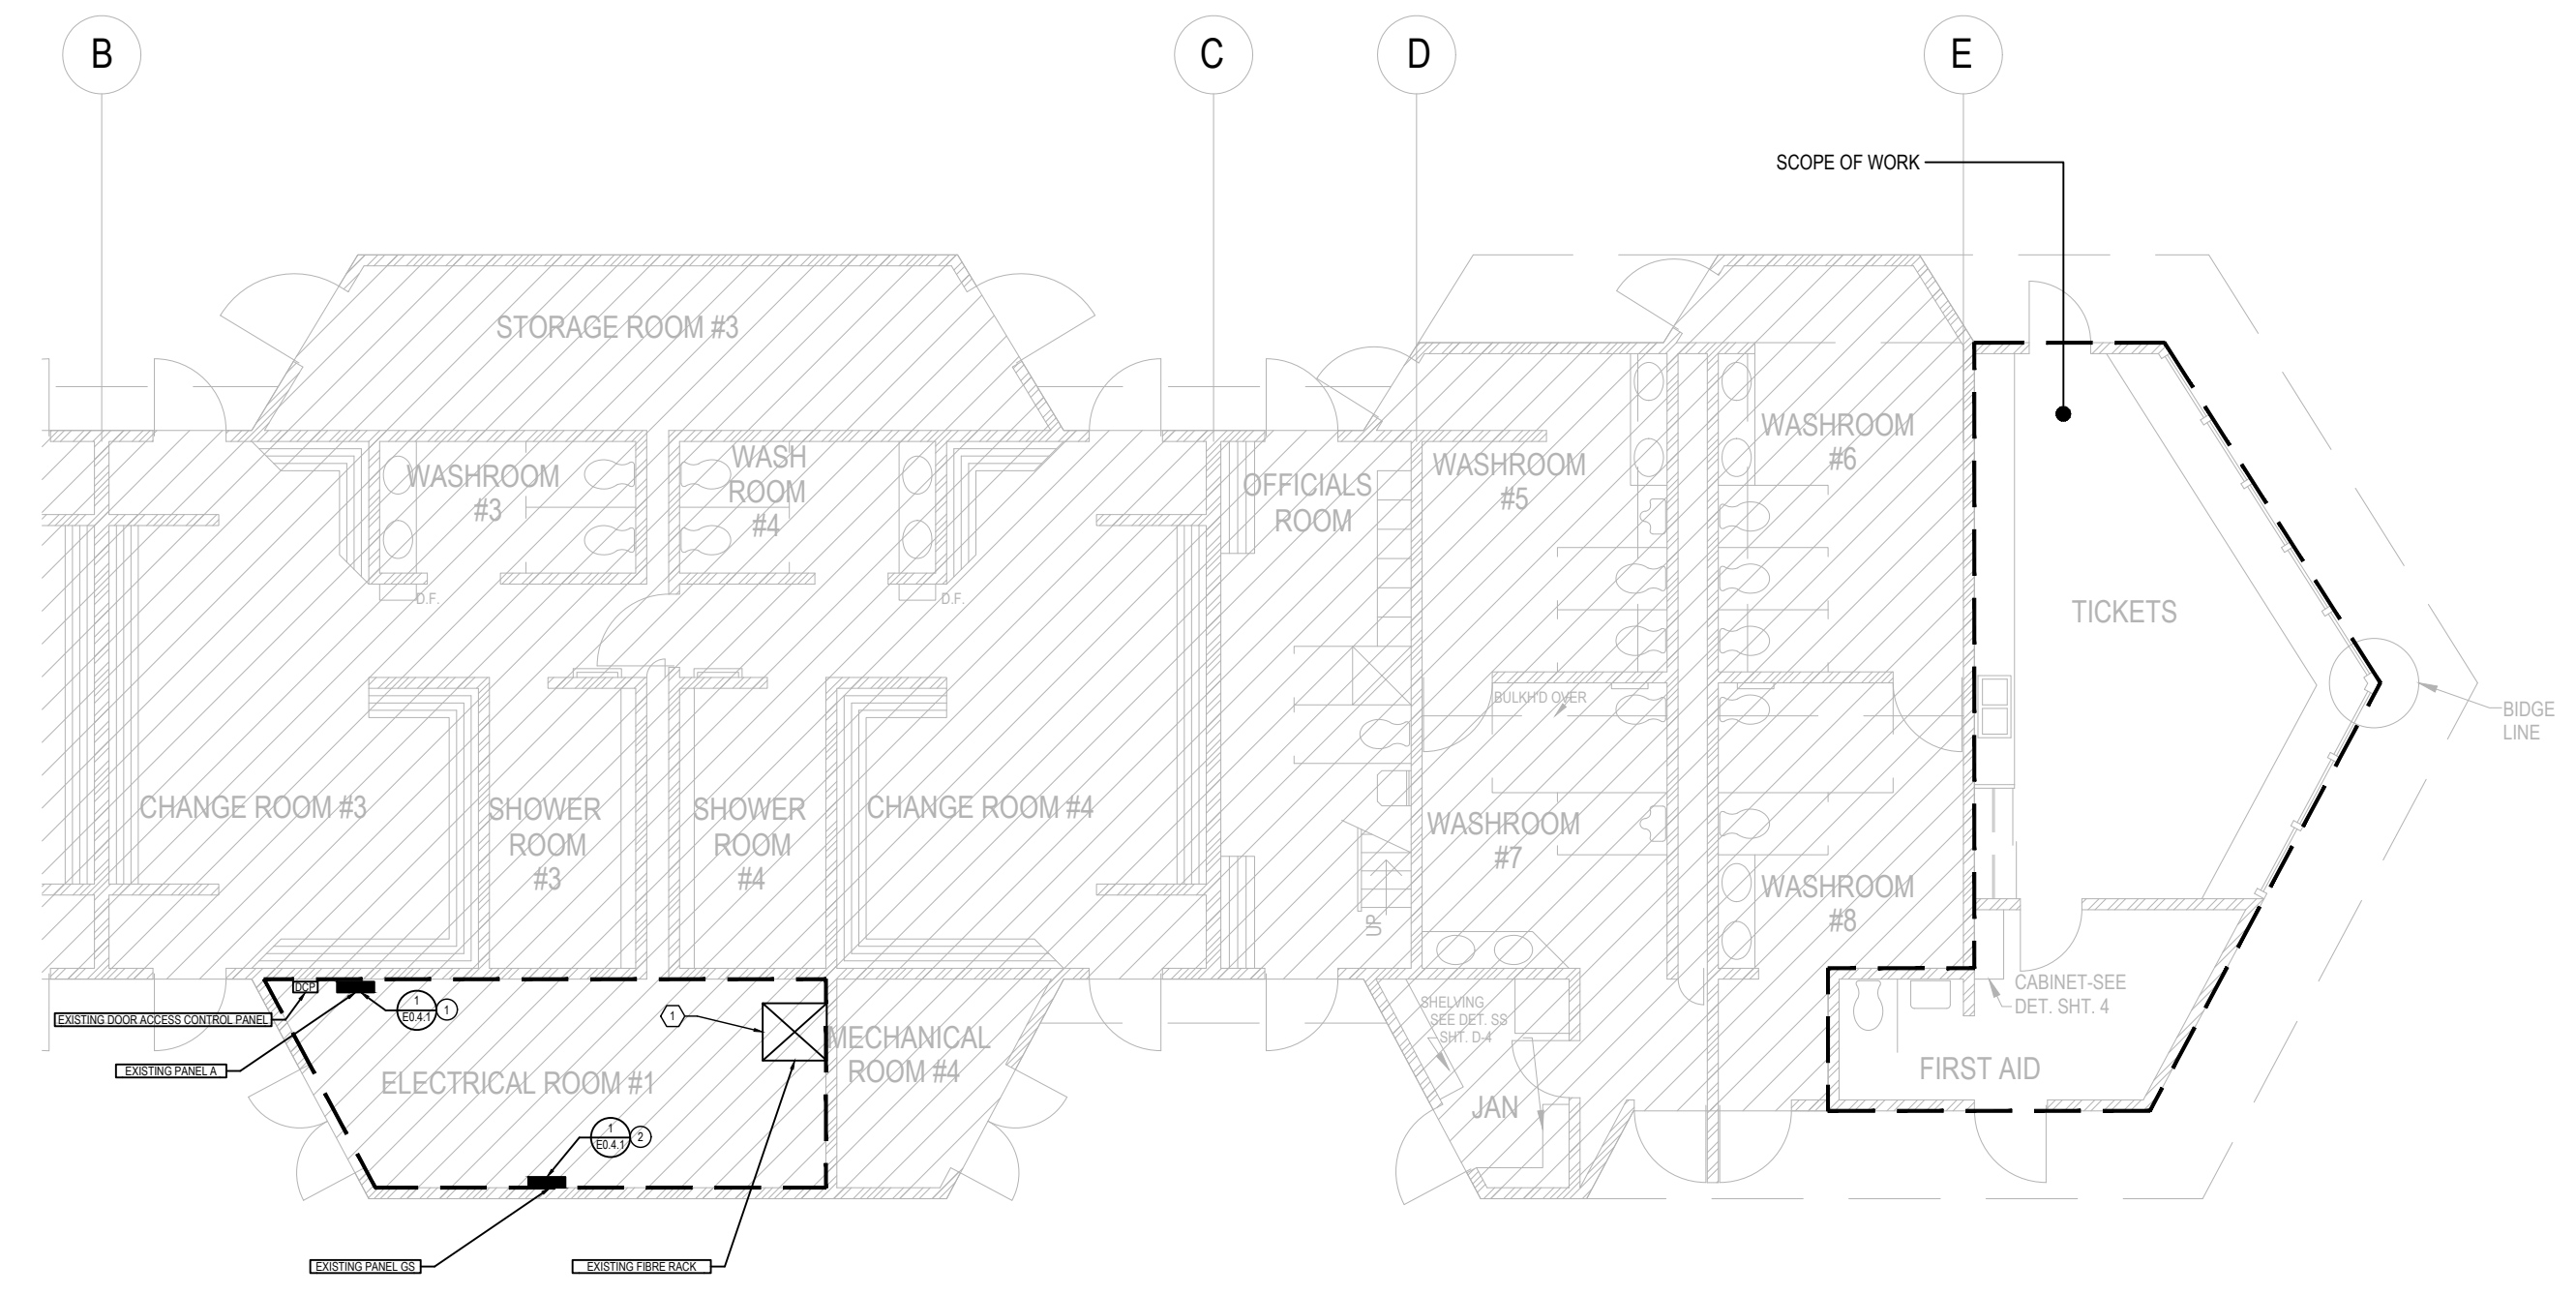 B
C
D
E
SCOPE OF WORK
STORAGE ROOM #3
WASHROOM
#3
WASH
ROOM
#4
OFFICIALS
ROOM
WASHROOM
#5
WASHROOM
#6
D.F.
D.F.
TICKETS
BULKH'D OVER
BIDGE
LINE
CHANGE ROOM #3
SHOWER
ROOM
#3
SHOWER
ROOM
#4
CHANGE ROOM #4
WASHROOM
#7
WASHROOM
#8
UP
DCP
EXISTING DOOR ACCESS CONTROL PANEL
1
E0.4.1
1
1
EXISTING PANEL A
ELECTRICAL ROOM #1
MECHANICAL
ROOM #4
SHELVING
SEE DET. SS
SHT. D-4
CABINET-SEE
DET. SHT. 4
FIRST AID
JAN
1
E0.4.1
2
EXISTING PANEL GS
EXISTING FIBRE RACK